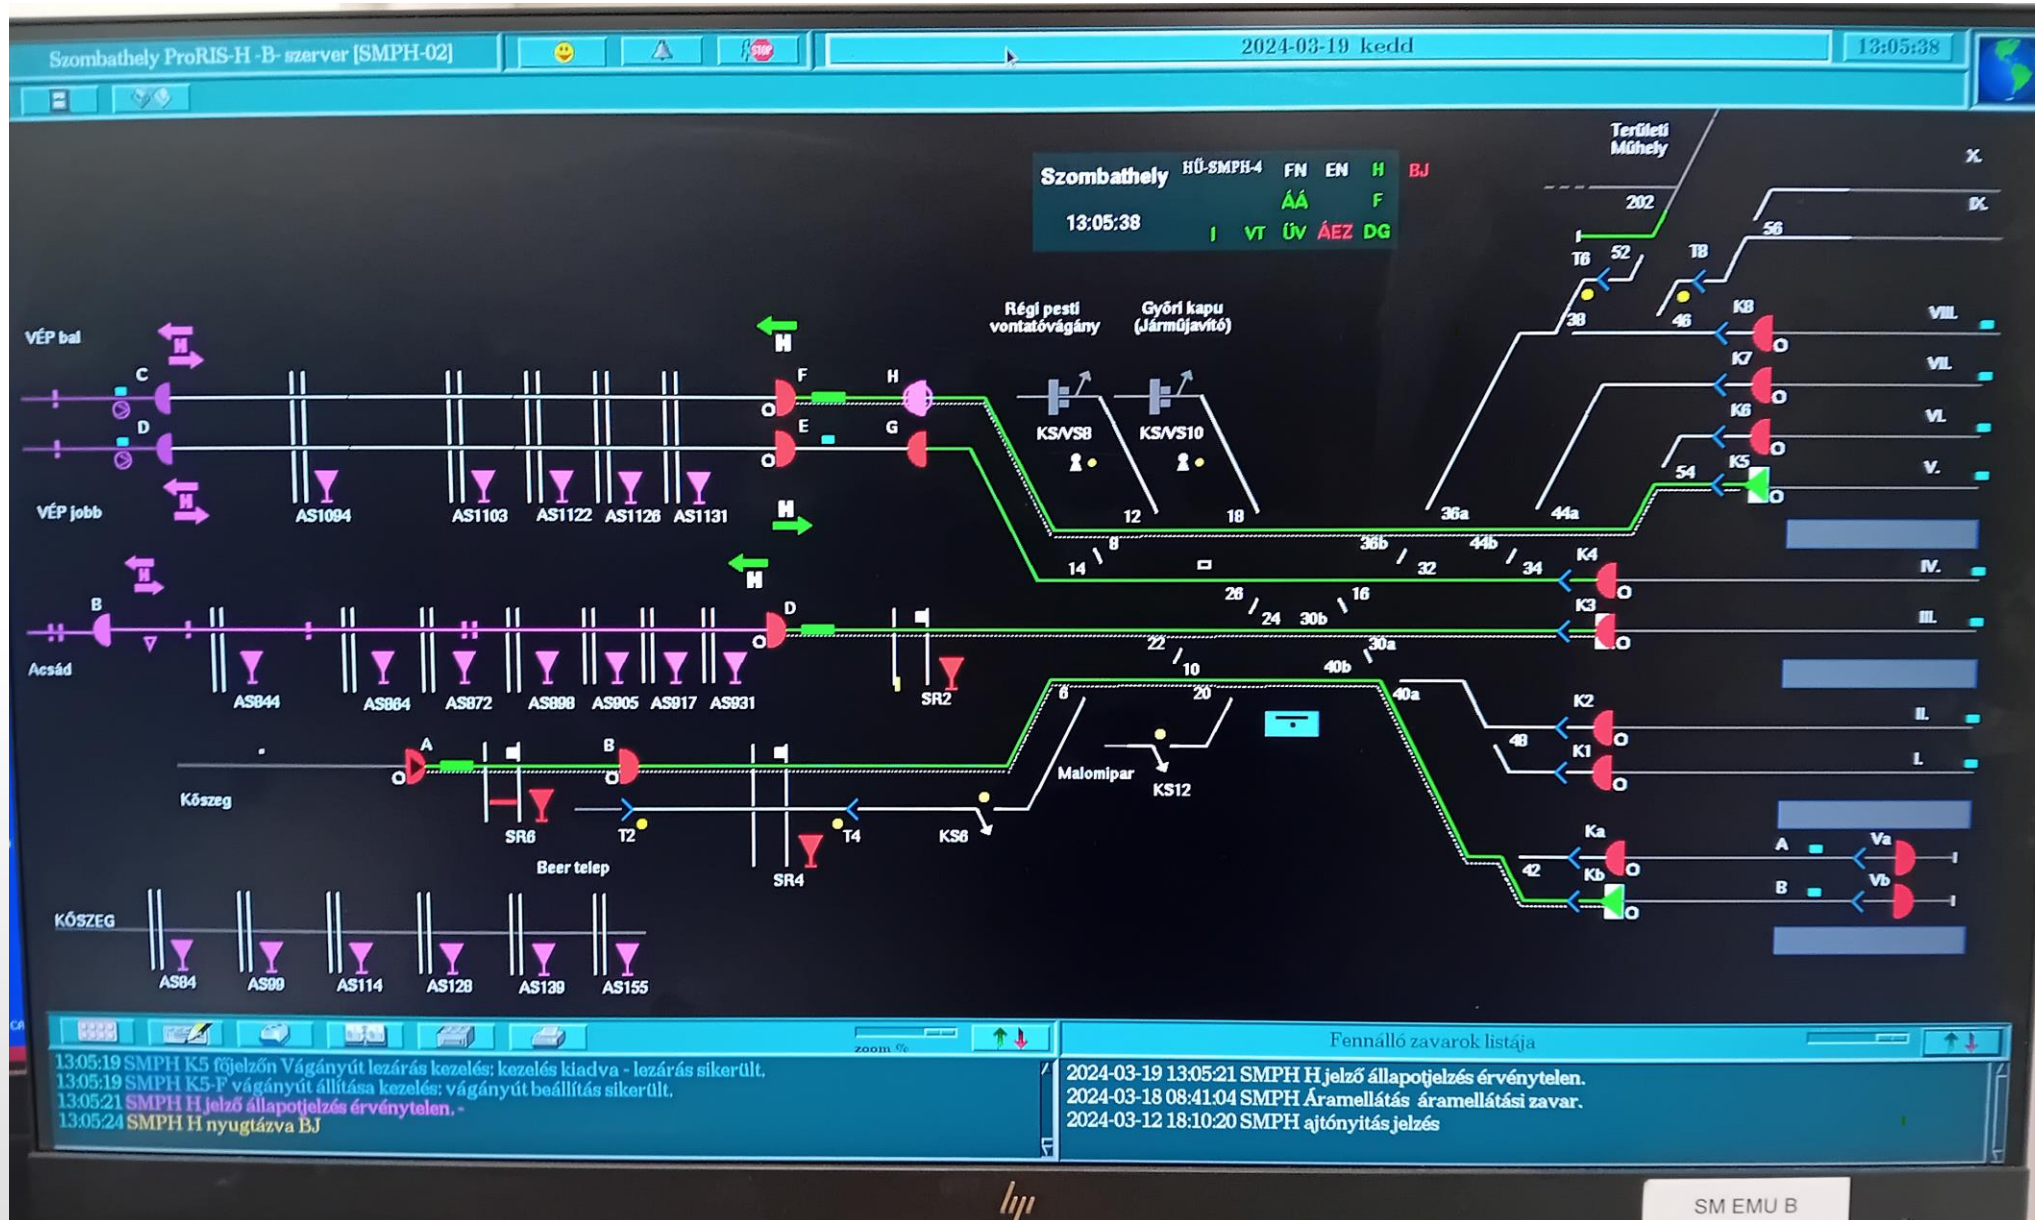 Szombathely ProRIS-H -B- szerver [SMPH-02]
STOP
2024-03-19 kedd
13:05:38
Területi
Műhely
X.
202
IX.
56
Szombathely
HÜ-SMPH-4
FN EN H BJ
ÁÁ F
13:05:38
I VT ÜV ÁEZ DG
T6 52 T8
38 46 K8 VIII.
Régi pesti
vontatóvágány
Győri kapu
(Járműjavító)
VÉP bal
H
H
C F H
K7 VII.
K6 VI.
D E G
KS/VS8 KS/VS10
K5 V.
54
VÉP jobb
H
H
AS1094 AS1103 AS1122 AS1126 AS1131
12 18 36a 44a
8 36b 44b
14 32 34 K4 IV.
H
H
B D
26 16 K3 III.
24 30b
22 30a
10 40b
Acsád
AS844 AS864 AS872 AS898 AS905 AS917 AS931
SR2
6 20 40a
K2 II.
48 K1 I.
A B
Malomipar
KS12
Kőszeg
SR6
T2 T4 KS6
Beer telep
SR4
Ka A Va
42 Kb B Vb
KŐSZEG
AS84 AS99 AS114 AS128 AS139 AS155
zoom %
Fennálló zavarok listája
13:05:19 SMPH K5 főjelzőn Vágányút lezárás kezelés: kezelés kiadva - lezárás sikerült.
13:05:19 SMPH K5-F vágányút állítása kezelés: vágányút beállítás sikerült.
13:05:21 SMPH H jelző állapotjelzés érvénytelen. -
13:05:24 SMPH H nyugtázva BJ
2024-03-19 13:05:21 SMPH H jelző állapotjelzés érvénytelen.
2024-03-18 08:41:04 SMPH Áramellátás áramellátási zavar.
2024-03-12 18:10:20 SMPH ajtónyitás jelzés
hp
SM EMU B